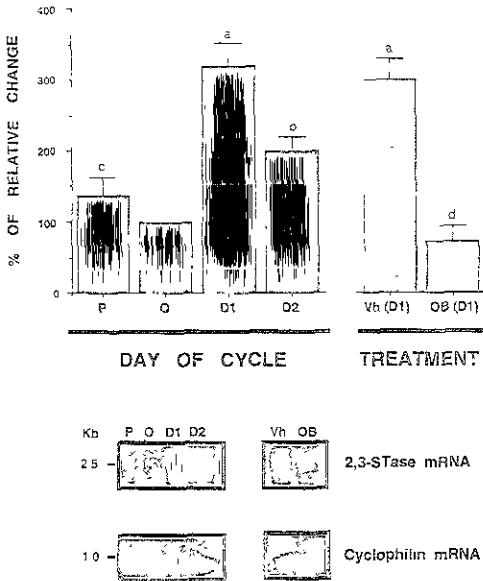 400
300
200
100
0
% OF RELATIVE CHANGE
c
a
b
a
d
P
O
D1
D2
Vh (D1)
OB (D1)
DAY OF CYCLE
TREATMENT
Kb
P O D1 D2
Vh OB
2.5
2,3-STase mRNA
1.0
Cyclophilin mRNA